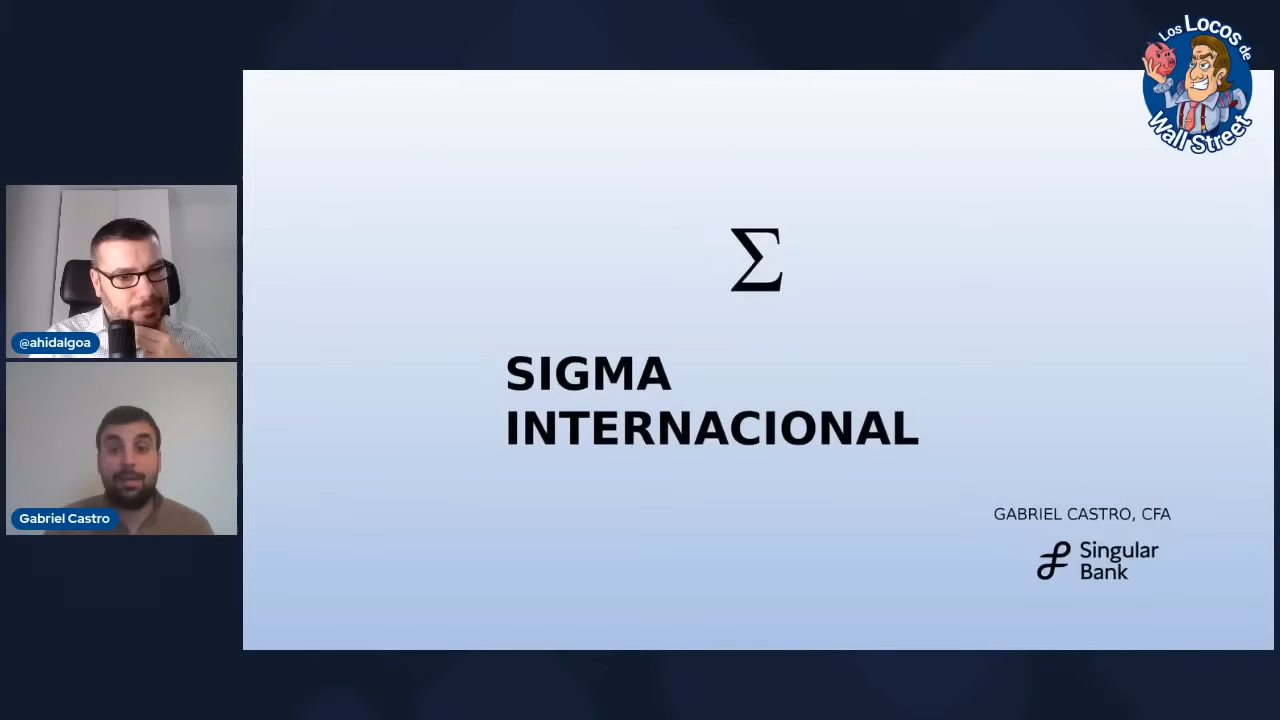 Los Locos de
Wall Street
@ahidalgoa
Gabriel Castro
Σ
SIGMA
INTERNACIONAL
GABRIEL CASTRO, CFA
Singular
Bank